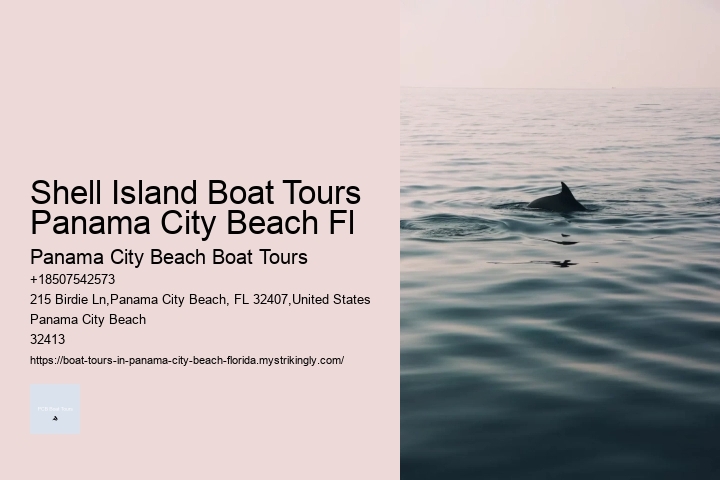 Shell Island Boat Tours
Panama City Beach Fl
Panama City Beach Boat Tours
+18507542573
215 Birdie Ln,Panama City Beach, FL 32407,United States
Panama City Beach
32413
https://boat-tours-in-panama-city-beach-florida.mystrikingly.com/